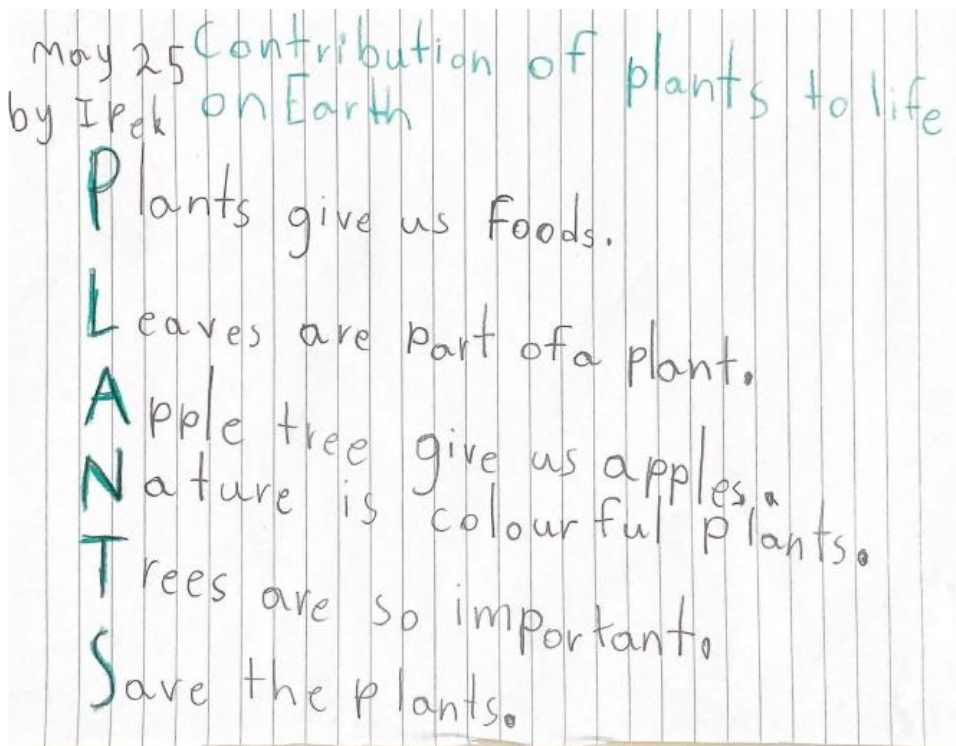 May 25 Contribution of plants to life
by Ipek on Earth
Plants give us foods.
Leaves are part of a plant.
Apple tree give us apples.
Nature is colourful plants.
Trees are so important.
Save the plants.